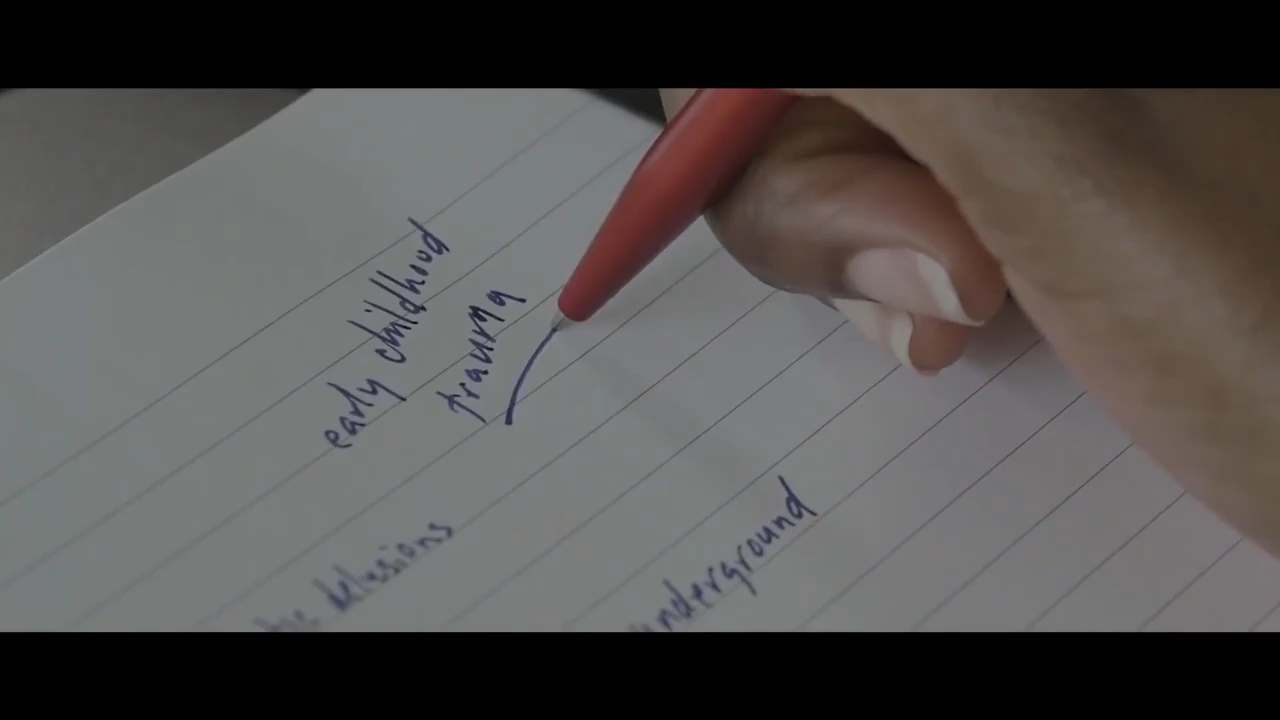 early childhood
trauma
delusions
underground